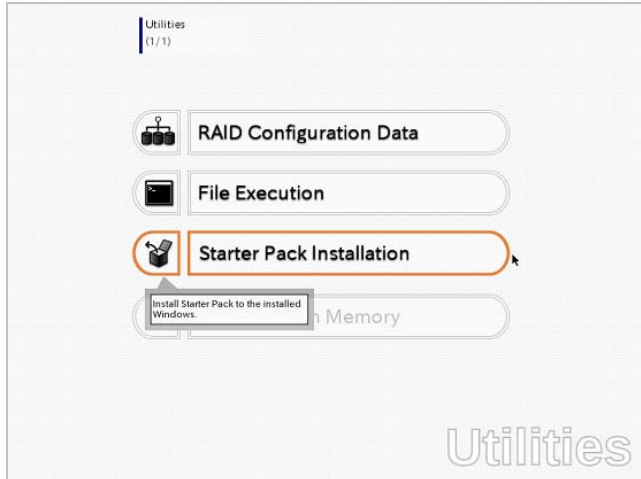 Utilities
(1/1)
RAID Configuration Data
File Execution
Starter Pack Installation
Install Starter Pack to the installed
Windows.
Memory
Utilities